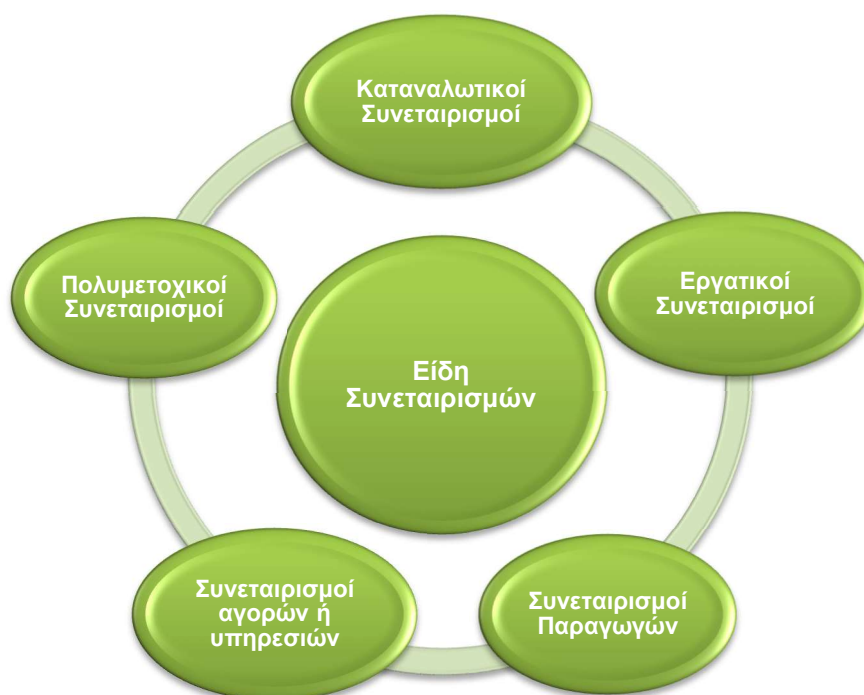 Καταναλωτικοί
Συνεταιρισμοί
Εργατικοί
Συνεταιρισμοί
Συνεταιρισμοί
Παραγωγών
Συνεταιρισμοί
αγορών ή
υπηρεσιών
Πολυμετοχικοί
Συνεταιρισμοί
Είδη
Συνεταιρισμών